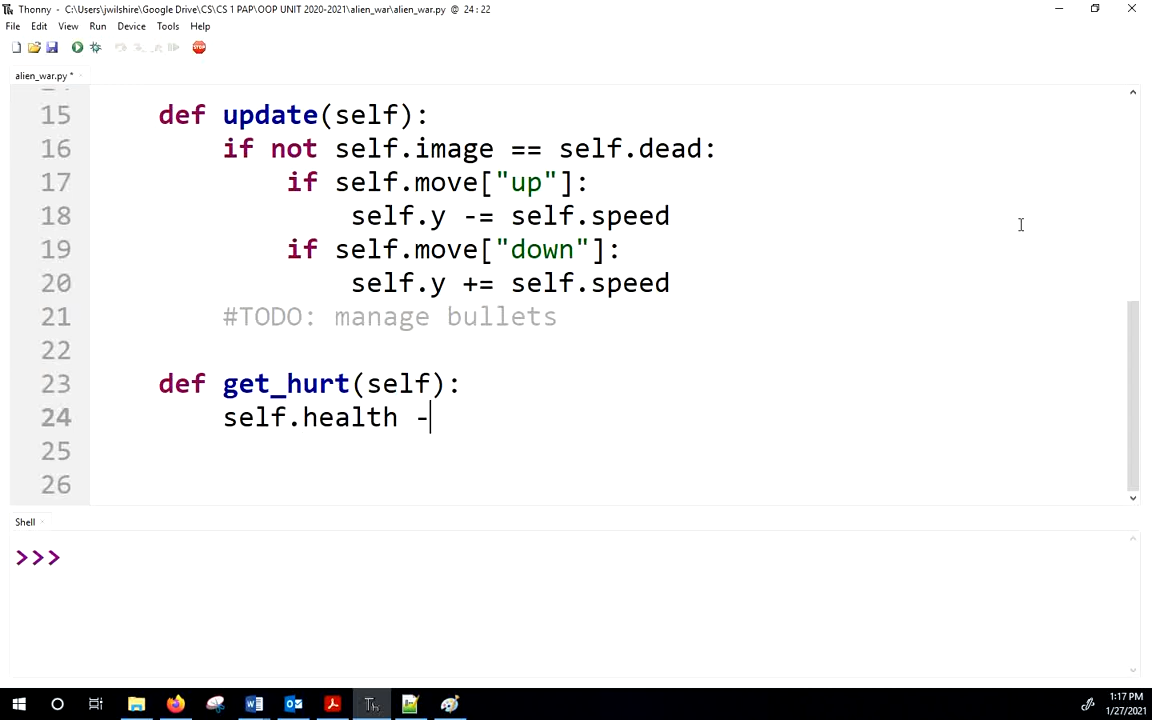 Thonny - C:\Users\jwilshire\Google Drive\CS\CS 1 PAP\OOP UNIT 2020-2021\alien_war\alien_war.py @ 24 : 22
File Edit View Run Device Tools Help
alien_war.py *
14
15 def update(self):
16 if not self.image == self.dead:
17 if self.move["up"]:
18 self.y -= self.speed
19 if self.move["down"]:
20 self.y += self.speed
21 #TODO: manage bullets
22
23 def get_hurt(self):
24 self.health -
25
26
Shell
>>>
1:17 PM
1/27/2021